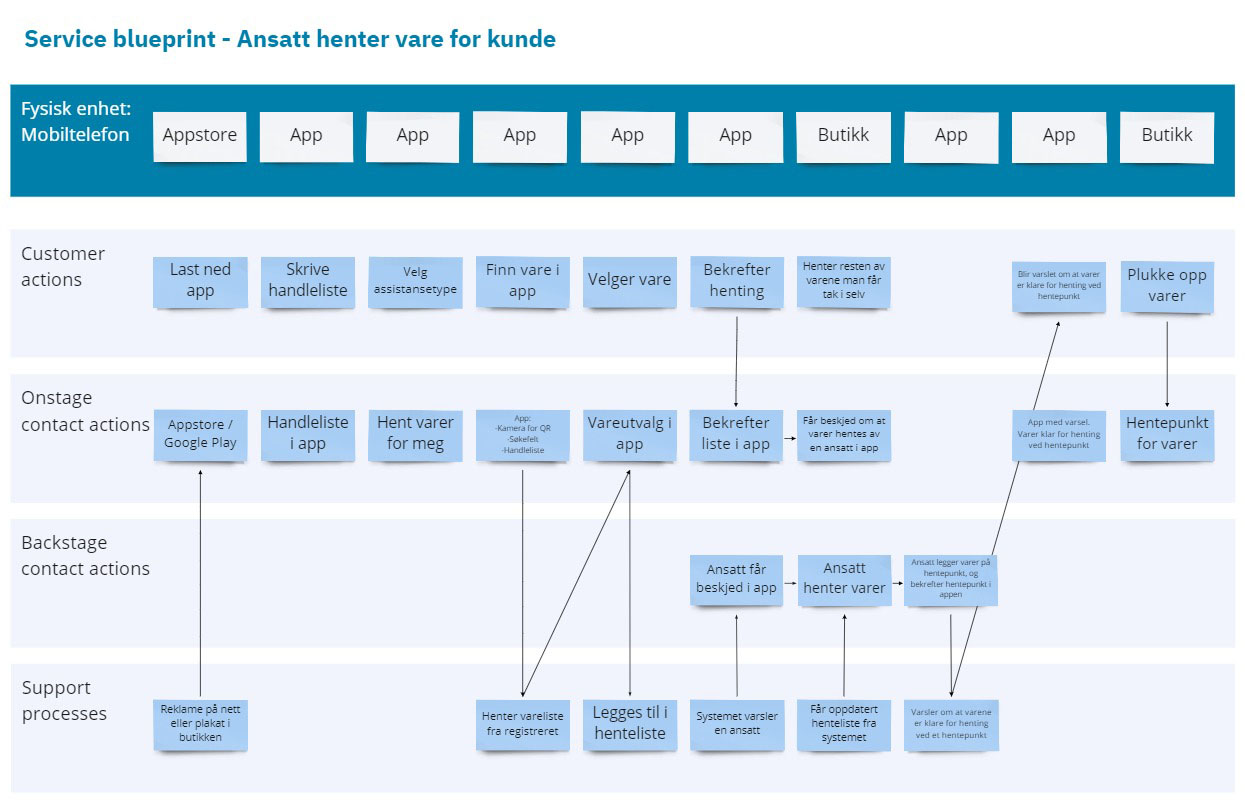 Service blueprint - Ansatt henter vare for kunde
Fysisk enhet:
Mobiltelefon
Appstore
App
App
App
App
App
Butikk
App
App
Butikk
Customer
actions
Last ned
app
Skrive
handleliste
Velg
assistansetype
Finn vare i
app
Velger vare
Bekrefter
henting
Henter resten av
varene man får
tak i selv
Blir varslet om at varer
er klare for henting ved
hentepunkt
Plukke opp
varer
Onstage
contact actions
Appstore /
Google Play
Handleliste
i app
Hent varer
for meg
App:
-Kamera for QR
-Søkefelt
-Handleliste
Vareutvalg i
app
Bekrefter
liste i app
Får beskjed om at
varer hentes av
en ansatt i app
App med varsel.
Varer klar for henting
ved hentepunkt
Hentepunkt
for varer
Backstage
contact actions
Ansatt får
beskjed i app
Ansatt
henter varer
Ansatt legger varer på
hentepunkt, og
bekrefter hentepunkt i
appen
Support
processes
Reklame på nett
eller plakat i
butikken
Henter vareliste
fra registreret
Legges til i
henteliste
Systemet varsler
en ansatt
Får oppdatert
henteliste fra
systemet
Varsler om at varene
er klare for henting
ved et hentepunkt